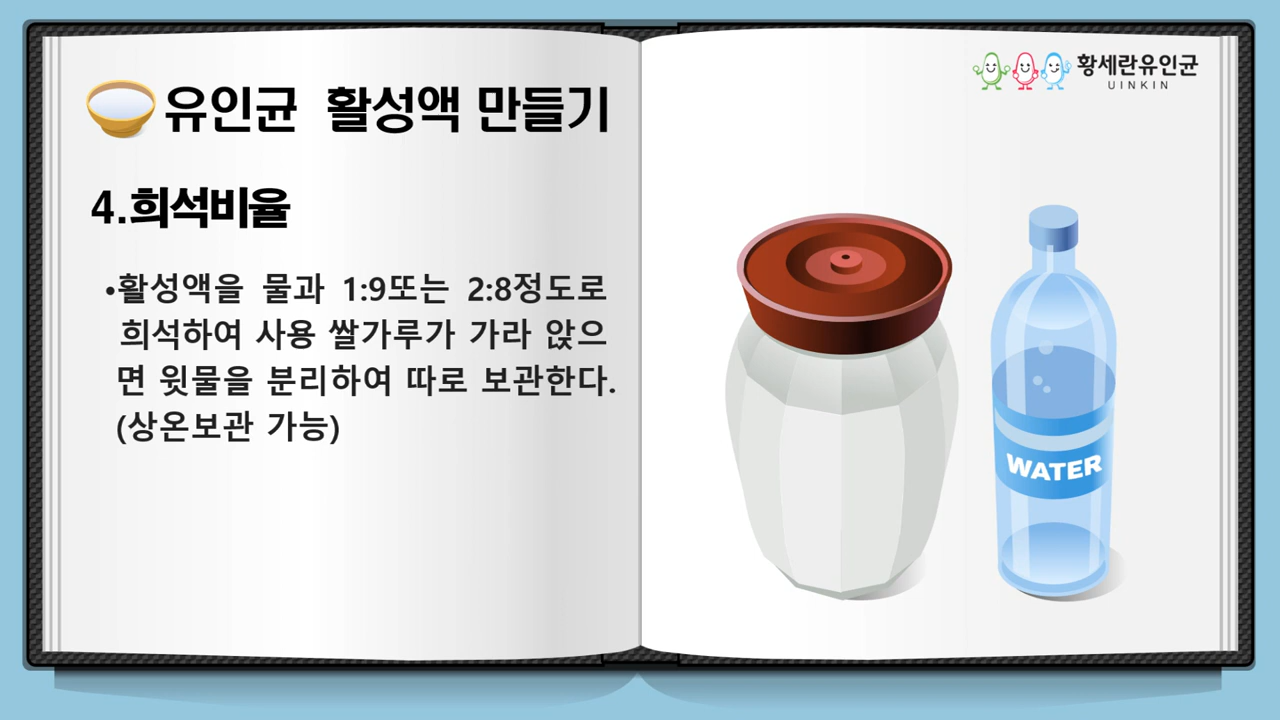 유인균 활성액 만들기
4.희석비율
•활성액을 물과 1:9또는 2:8정도로
희석하여 사용 쌀가루가 가라 앉으
면 윗물을 분리하여 따로 보관한다.
(상온보관 가능)
황세란유인균
UINKIN
WATER